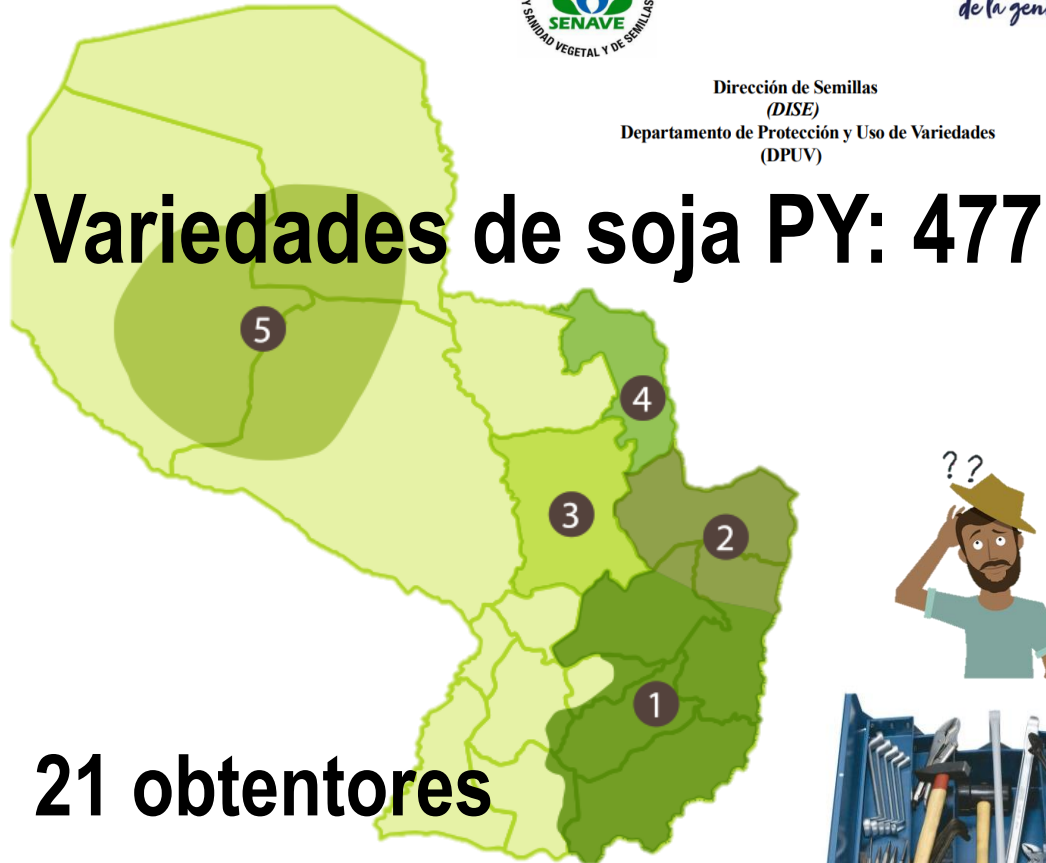 SENAVE
Y SANIDAD VEGETAL Y DE SEMILLAS
de la gen
Dirección de Semillas
(DISE)
Departamento de Protección y Uso de Variedades
(DPUV)
Variedades de soja PY: 477
5
4
3
2
1
? ?
21 obtentores